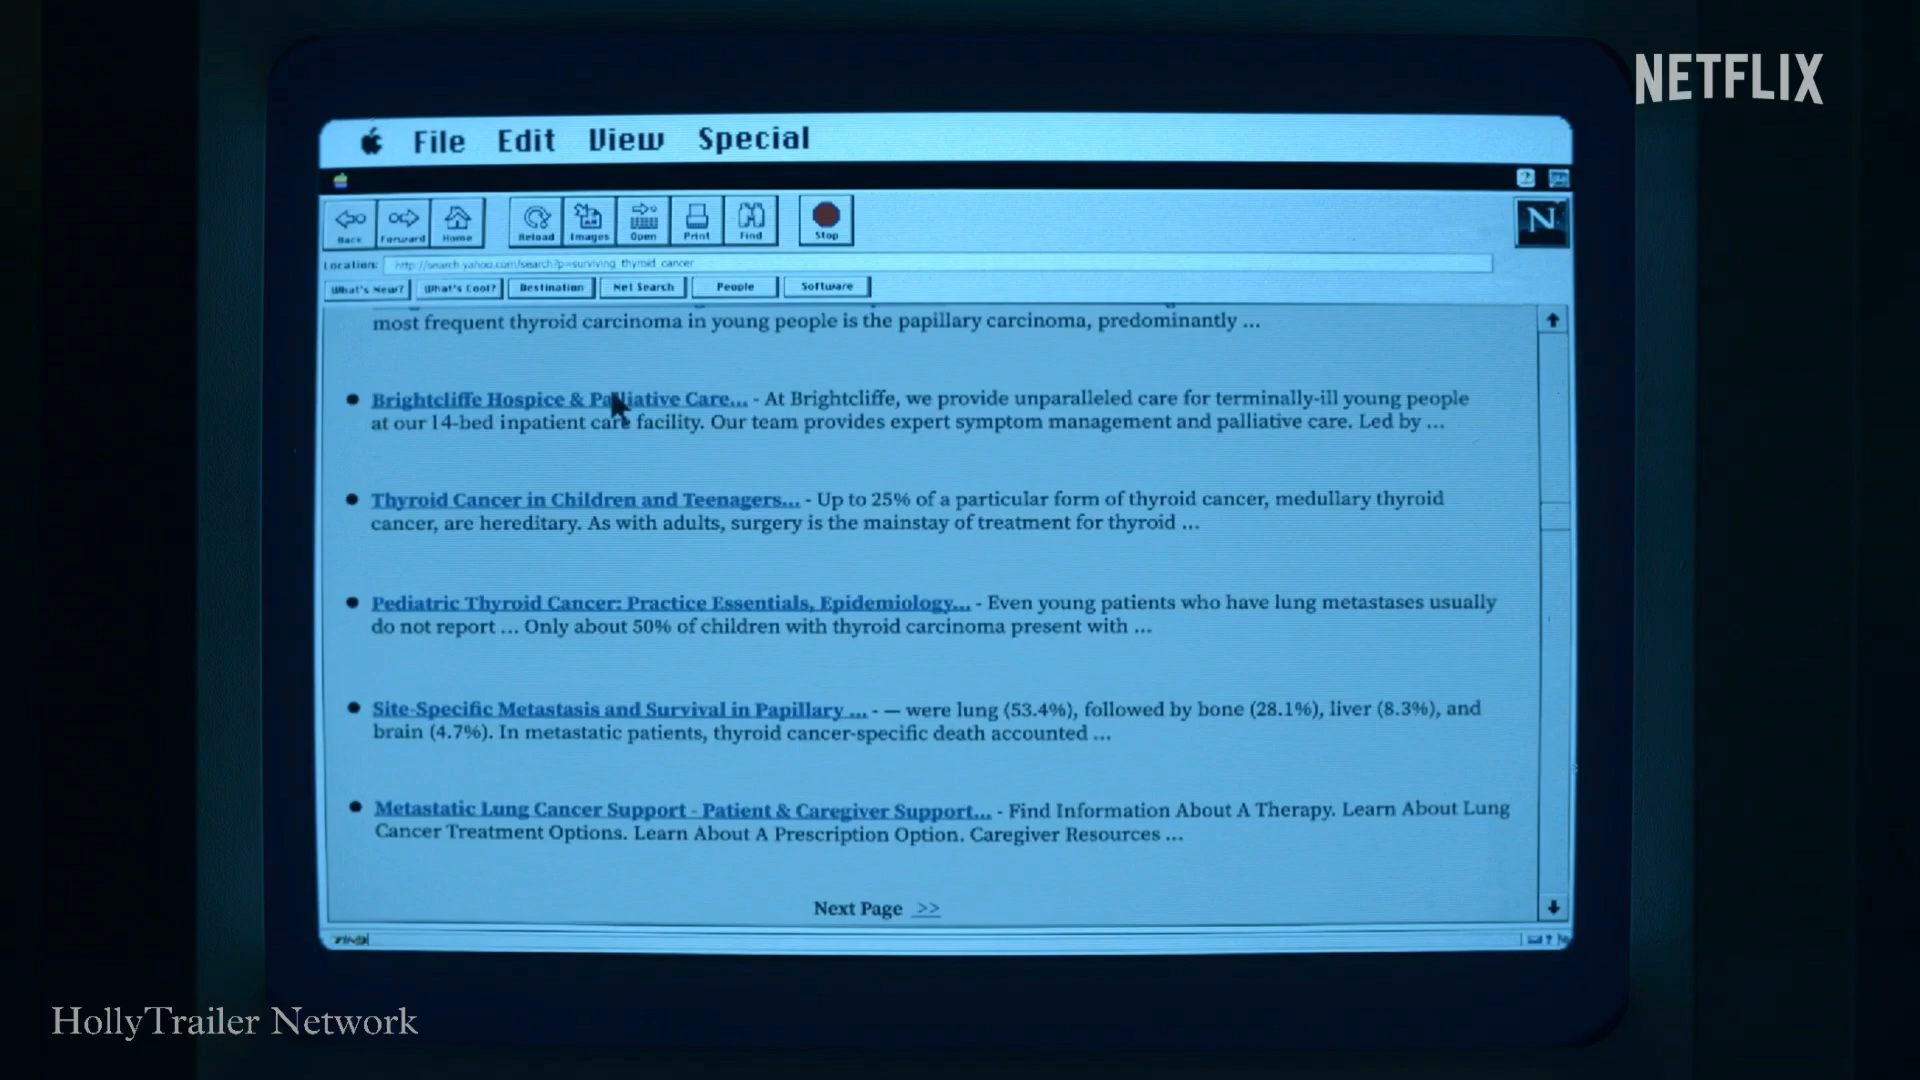 NETFLIX
File Edit View Special
Back Forward Home Reload Images Open Print Find Stop
N
Location: http://search.yahoo.com/search?p=surviving_thyroid_cancer
What's New? What's Cool? Destination Net Search People Software
most frequent thyroid carcinoma in young people is the papillary carcinoma, predominantly ...
Brightcliffe Hospice & Palliative Care... - At Brightcliffe, we provide unparalleled care for terminally-ill young people
at our 14-bed inpatient care facility. Our team provides expert symptom management and palliative care. Led by ...
Thyroid Cancer in Children and Teenagers... - Up to 25% of a particular form of thyroid cancer, medullary thyroid
cancer, are hereditary. As with adults, surgery is the mainstay of treatment for thyroid ...
Pediatric Thyroid Cancer: Practice Essentials, Epidemiology... - Even young patients who have lung metastases usually
do not report ... Only about 50% of children with thyroid carcinoma present with ...
Site-Specific Metastasis and Survival in Papillary ... - — were lung (53.4%), followed by bone (28.1%), liver (8.3%), and
brain (4.7%). In metastatic patients, thyroid cancer-specific death accounted ...
Metastatic Lung Cancer Support - Patient & Caregiver Support... - Find Information About A Therapy. Learn About Lung
Cancer Treatment Options. Learn About A Prescription Option. Caregiver Resources ...
Next Page >>
HollyTrailer Network